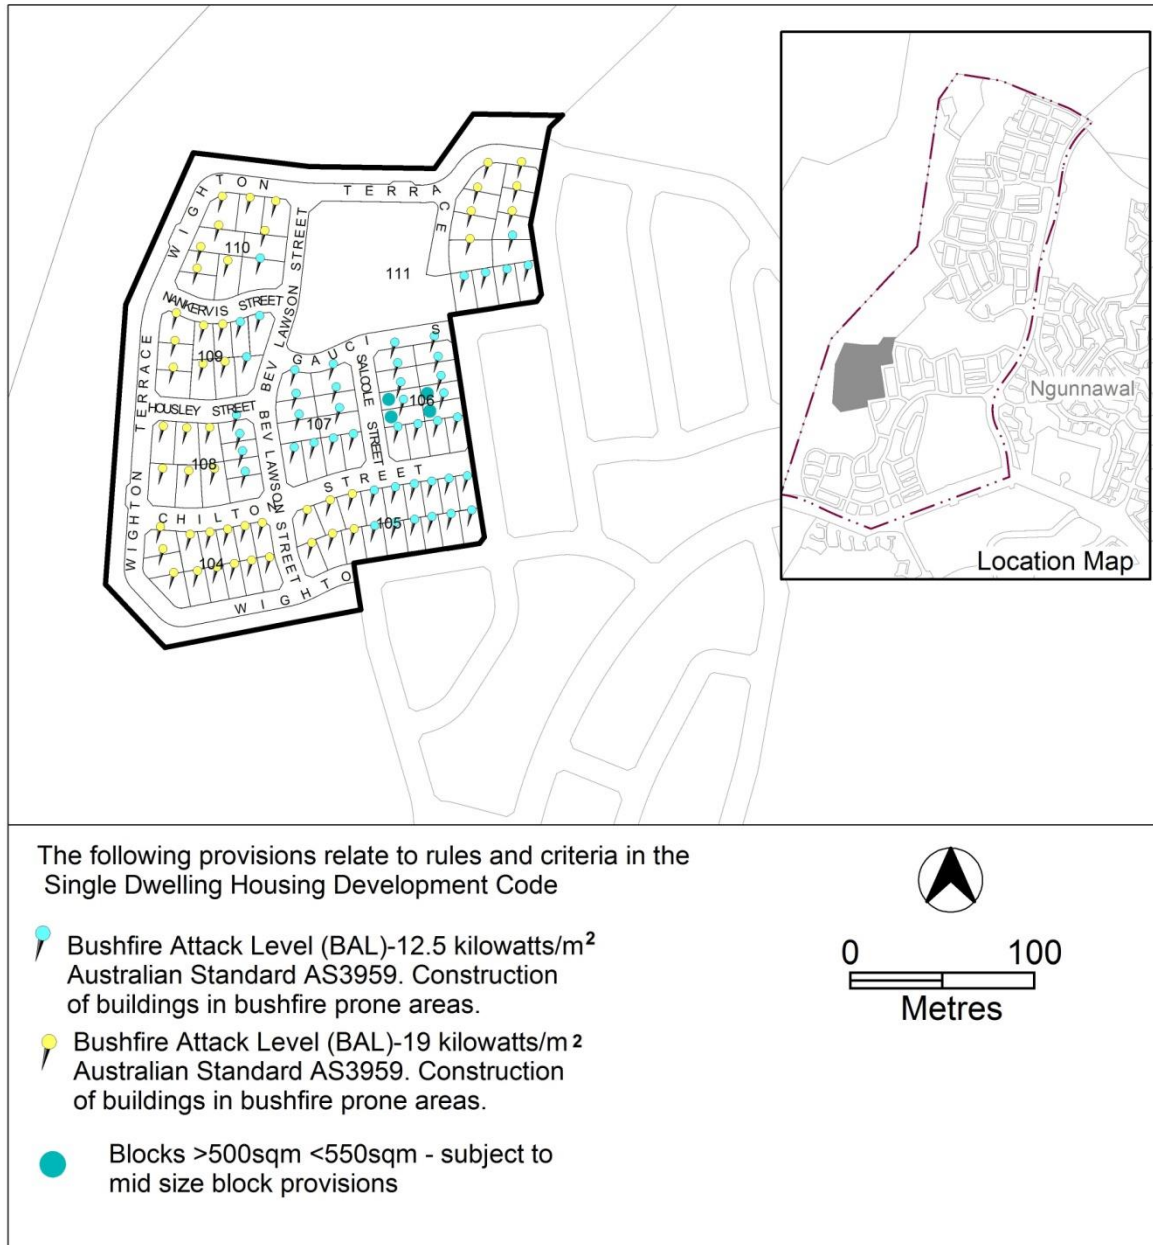 WIGHTON TERRACE
WIGHTON TERRACE
110
BEV LAWSON STREET
111
NANKERVIS STREET
109
GAUCI S
SALOOLE STREET
106
107
HOUSLEY STREET
BEV LAWSON STREET
108
STREET
CHILTON
105
104
WIGHTO
Ngunnawal
Location Map
The following provisions relate to rules and criteria in the
Single Dwelling Housing Development Code
Bushfire Attack Level (BAL)-12.5 kilowatts/m²
Australian Standard AS3959. Construction
of buildings in bushfire prone areas.
Bushfire Attack Level (BAL)-19 kilowatts/m²
Australian Standard AS3959. Construction
of buildings in bushfire prone areas.
Blocks >500sqm <550sqm - subject to
mid size block provisions
0 100
Metres